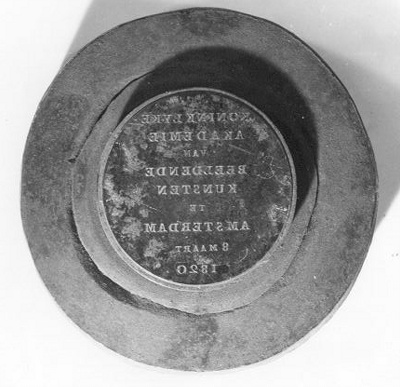 KONINKLYKE
AKADEMIE
VAN
BEELDENDE
KUNSTEN
TE
AMSTERDAM
8 MAART
1820